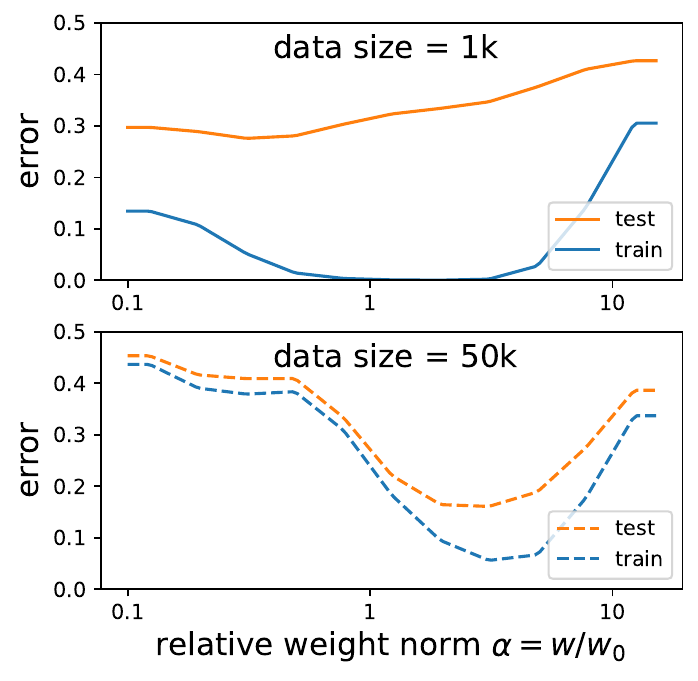 data size = 1k
error
0.5
0.4
0.3
0.2
0.1
0.0
test
train
0.1
1
10
data size = 50k
error
0.5
0.4
0.3
0.2
0.1
0.0
test
train
0.1
1
10
relative weight norm α = w/w₀